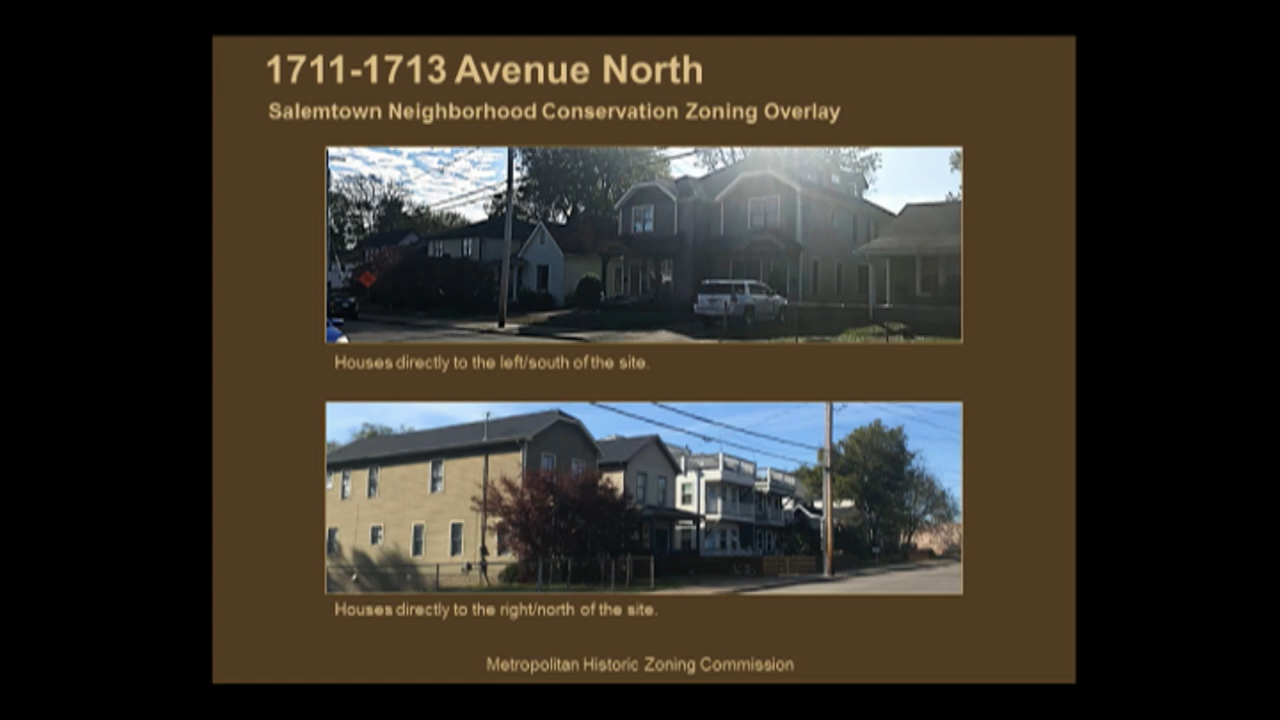 1711-1713 Avenue North
Salemtown Neighborhood Conservation Zoning Overlay
Houses directly to the left/south of the site.
Houses directly to the right/north of the site.
Metropolitan Historic Zoning Commission